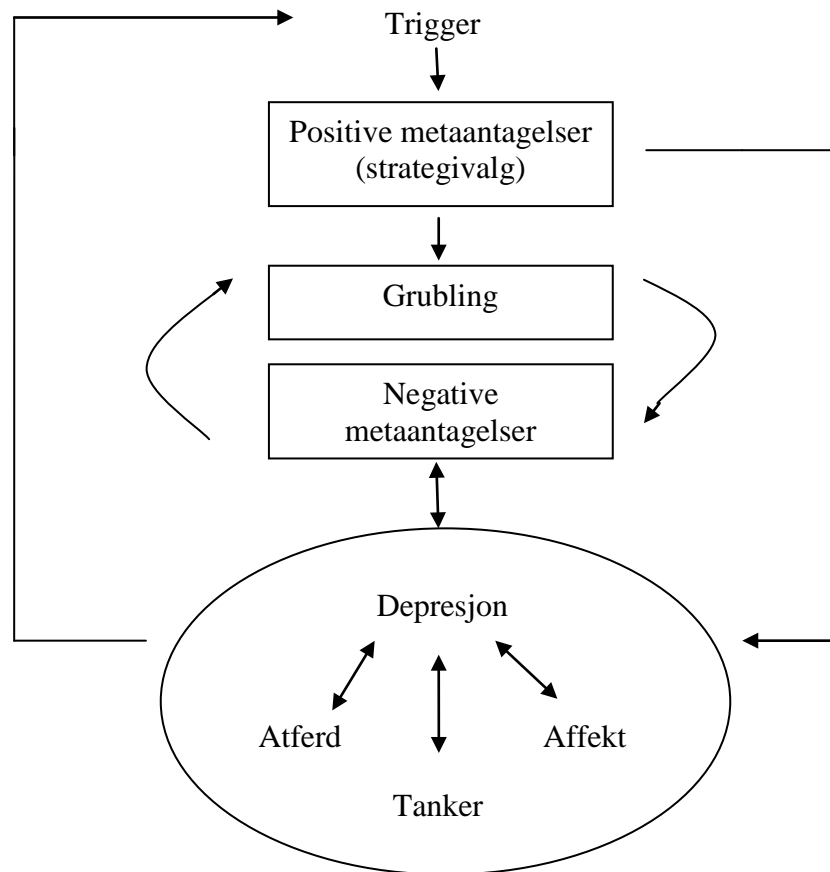 Trigger
Positive metaantagelser
(strategivalg)
Grubling
Negative
metaantagelser
Depresjon
Atferd
Affekt
Tanker